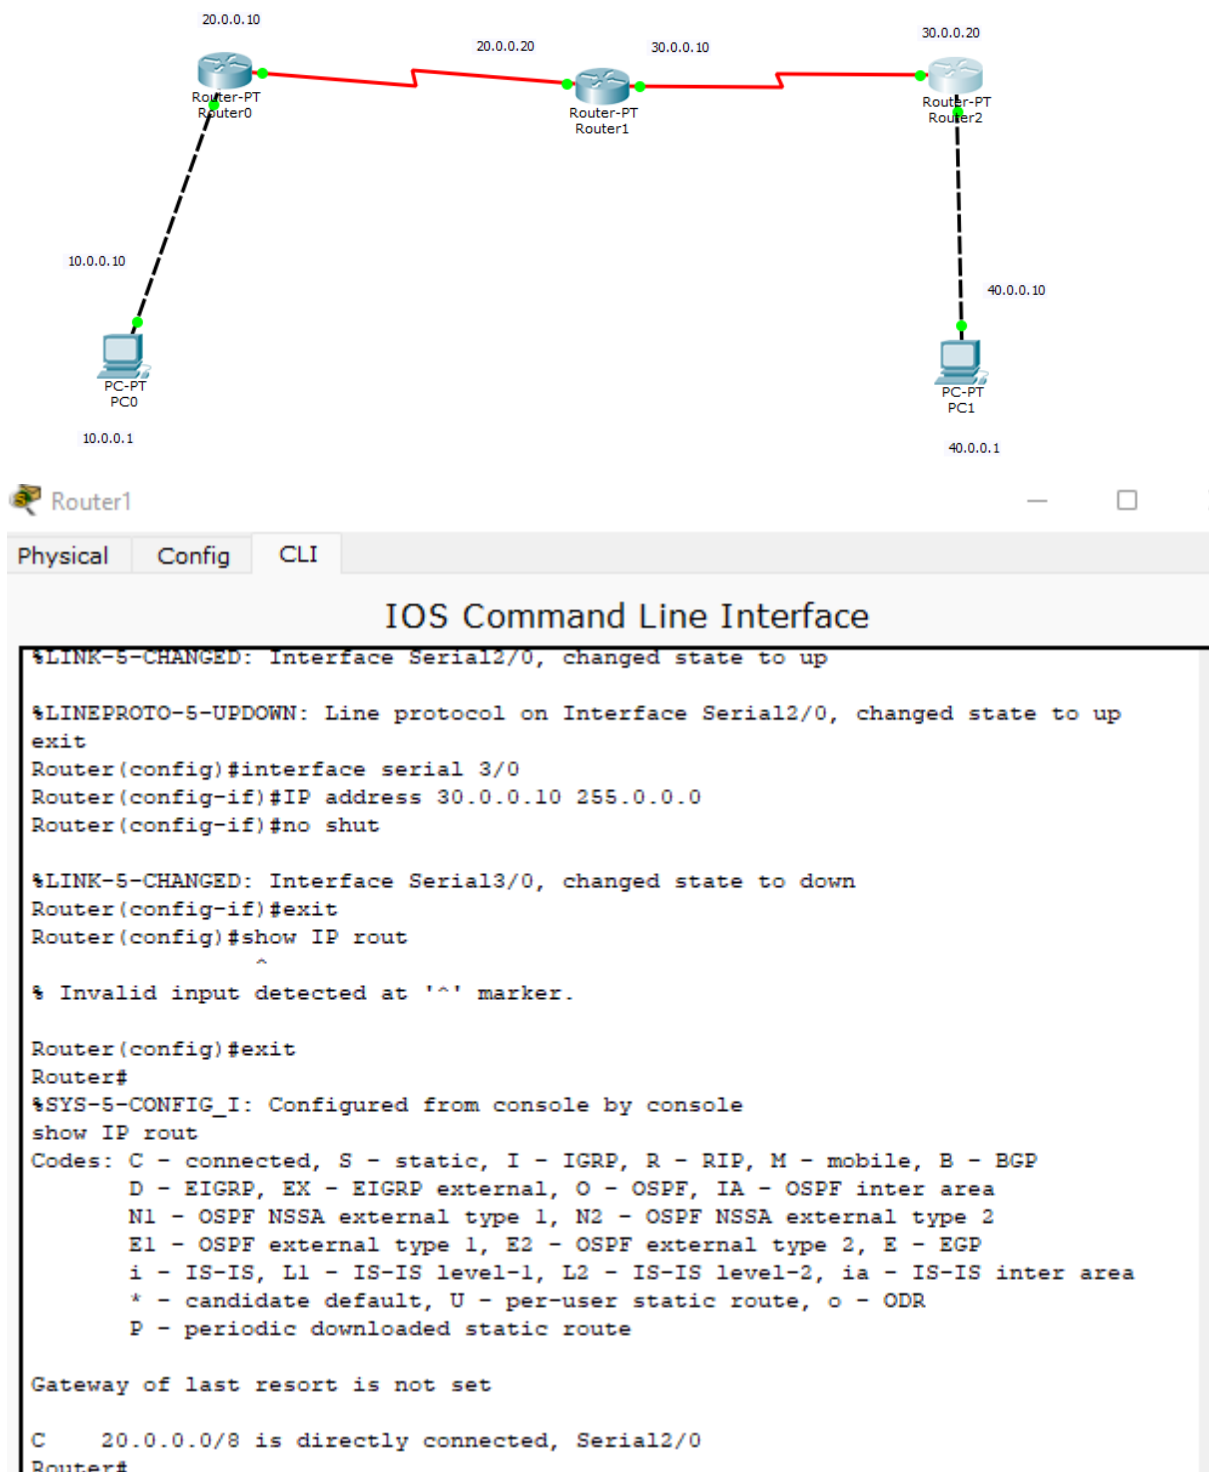 20.0.0.10
20.0.0.20
30.0.0.10
30.0.0.20
Router-PT
Router0
Router-PT
Router1
Router-PT
Router2
10.0.0.10
40.0.0.10
PC-PT
PC0
PC-PT
PC1
10.0.0.1
40.0.0.1
Router1
Physical Config CLI
IOS Command Line Interface
%LINK-5-CHANGED: Interface Serial2/0, changed state to up
%LINEPROTO-5-UPDOWN: Line protocol on Interface Serial2/0, changed state to up
exit
Router(config)#interface serial 3/0
Router(config-if)#IP address 30.0.0.10 255.0.0.0
Router(config-if)#no shut
%LINK-5-CHANGED: Interface Serial3/0, changed state to down
Router(config-if)#exit
Router(config)#show IP rout
^
% Invalid input detected at '^' marker.
Router(config)#exit
Router#
%SYS-5-CONFIG_I: Configured from console by console
show IP rout
Codes: C - connected, S - static, I - IGRP, R - RIP, M - mobile, B - BGP
D - EIGRP, EX - EIGRP external, O - OSPF, IA - OSPF inter area
N1 - OSPF NSSA external type 1, N2 - OSPF NSSA external type 2
E1 - OSPF external type 1, E2 - OSPF external type 2, E - EGP
i - IS-IS, L1 - IS-IS level-1, L2 - IS-IS level-2, ia - IS-IS inter area
* - candidate default, U - per-user static route, o - ODR
P - periodic downloaded static route
Gateway of last resort is not set
C 20.0.0.0/8 is directly connected, Serial2/0
Router#